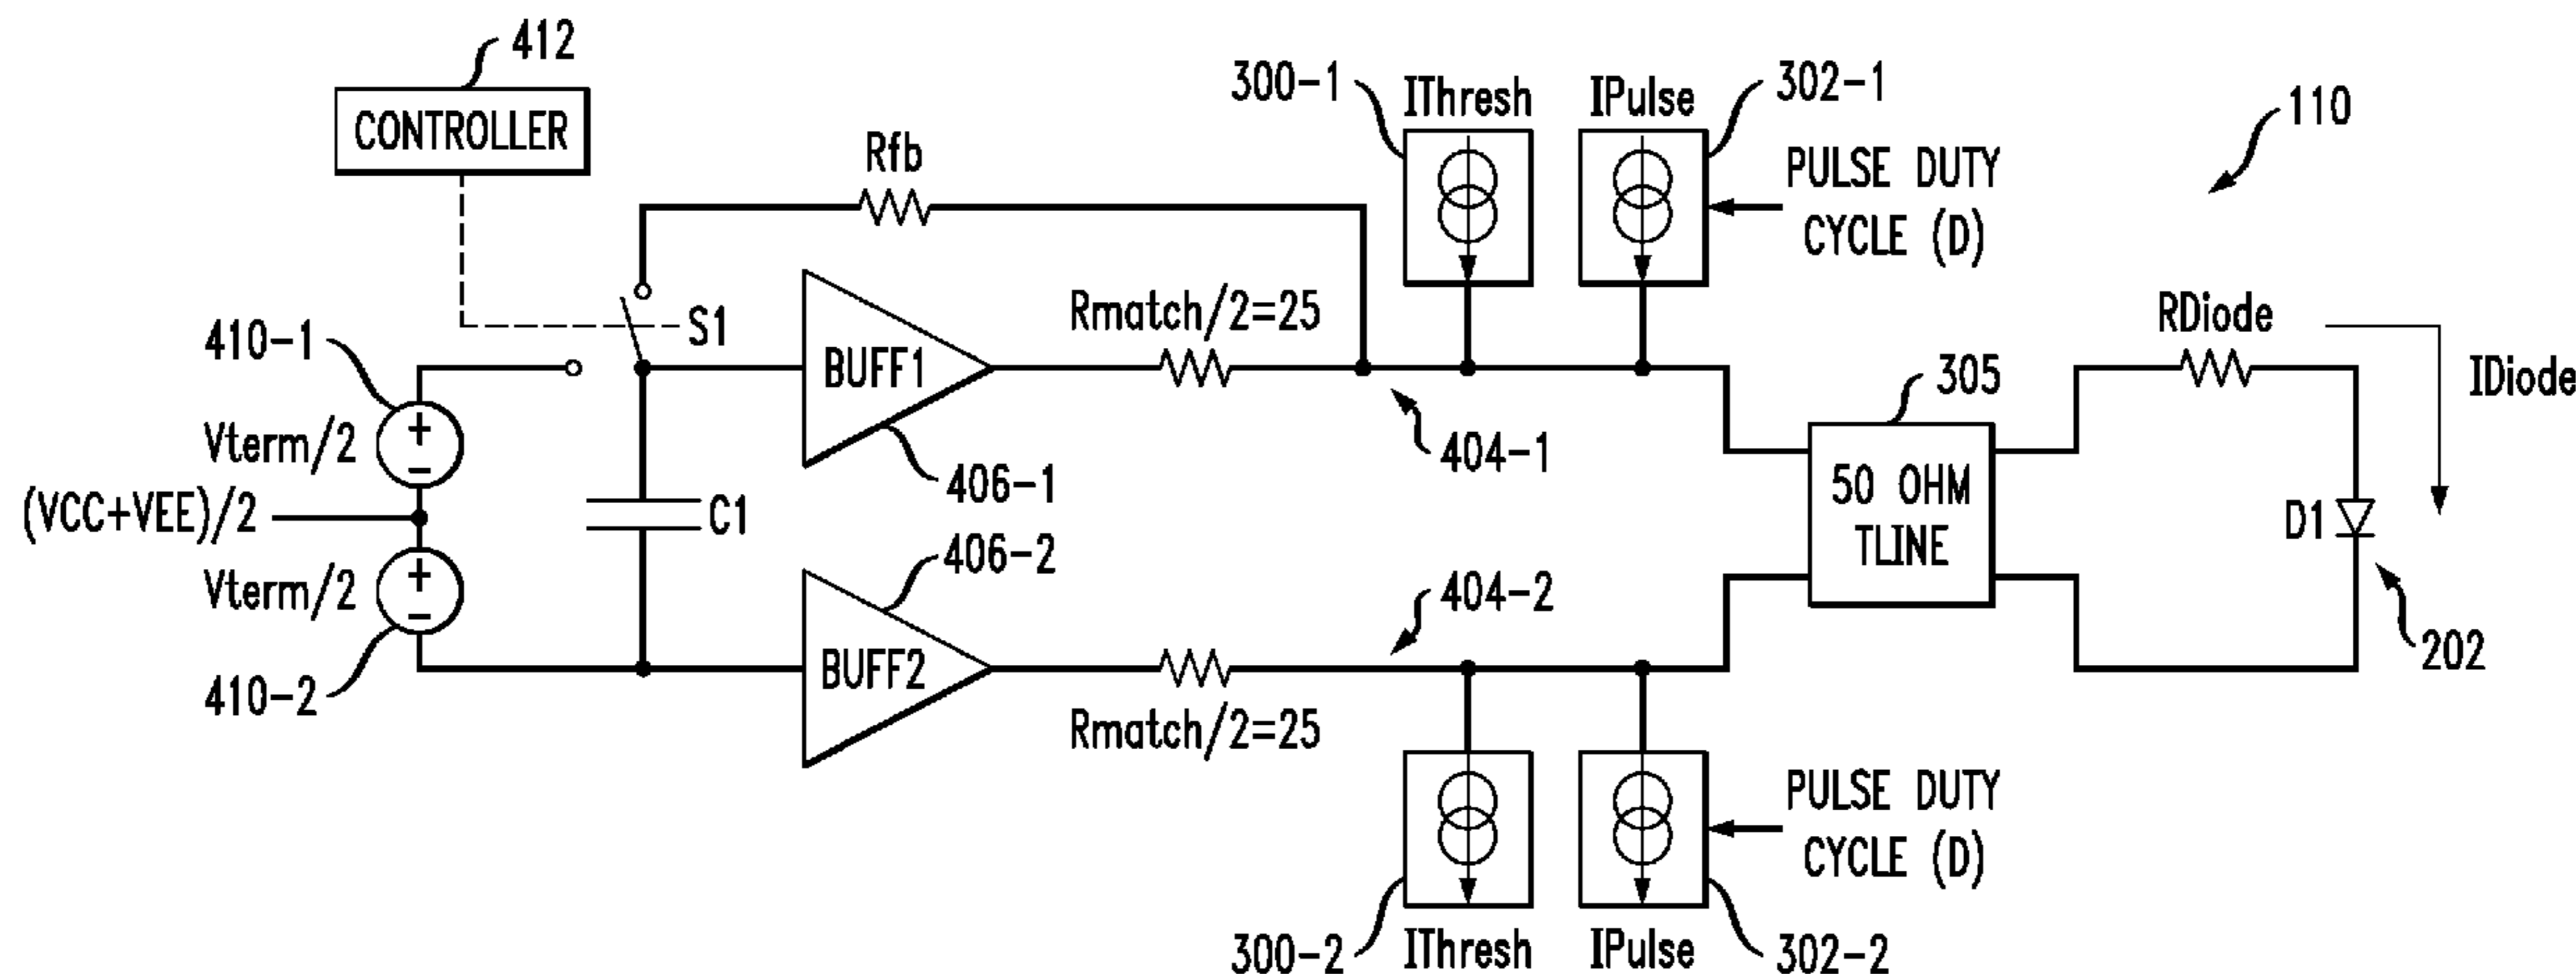 412
CONTROLLER
300-1
IThresh
IPulse
302-1
110
Rfb
PULSE DUTY
CYCLE (D)
S1
Rmatch/2=25
RDiode
410-1
BUFF1
305
IDiode
Vterm/2
404-1
406-1
50 OHM
TLINE
(VCC+VEE)/2
C1
D1
406-2
Vterm/2
404-2
202
410-2
BUFF2
Rmatch/2=25
PULSE DUTY
CYCLE (D)
300-2
IThresh
IPulse
302-2
+
-
+
-